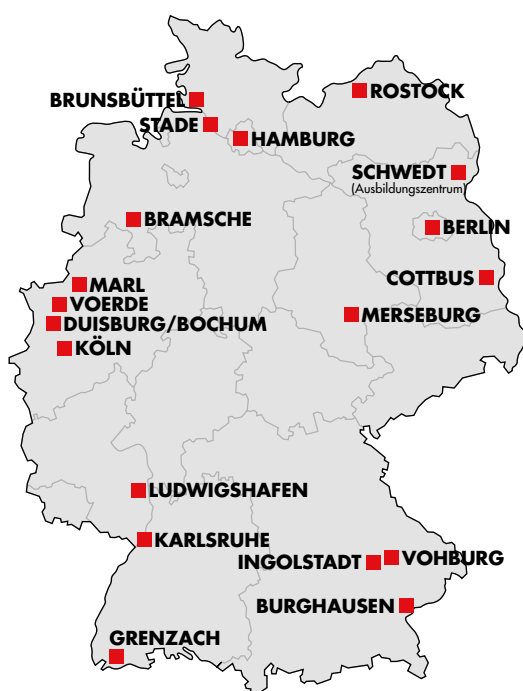 BRUNSBÜTTEL
ROSTOCK
STADE
HAMBURG
SCHWEDT
(Ausbildungszentrum)
BRAMSCHE
BERLIN
COTTBUS
MARL
VOERDE
MERSEBURG
DUISBURG/BOCHUM
KÖLN
LUDWIGSHAFEN
KARLSRUHE
VOHBURG
INGOLSTADT
BURGHAUSEN
GRENZACH